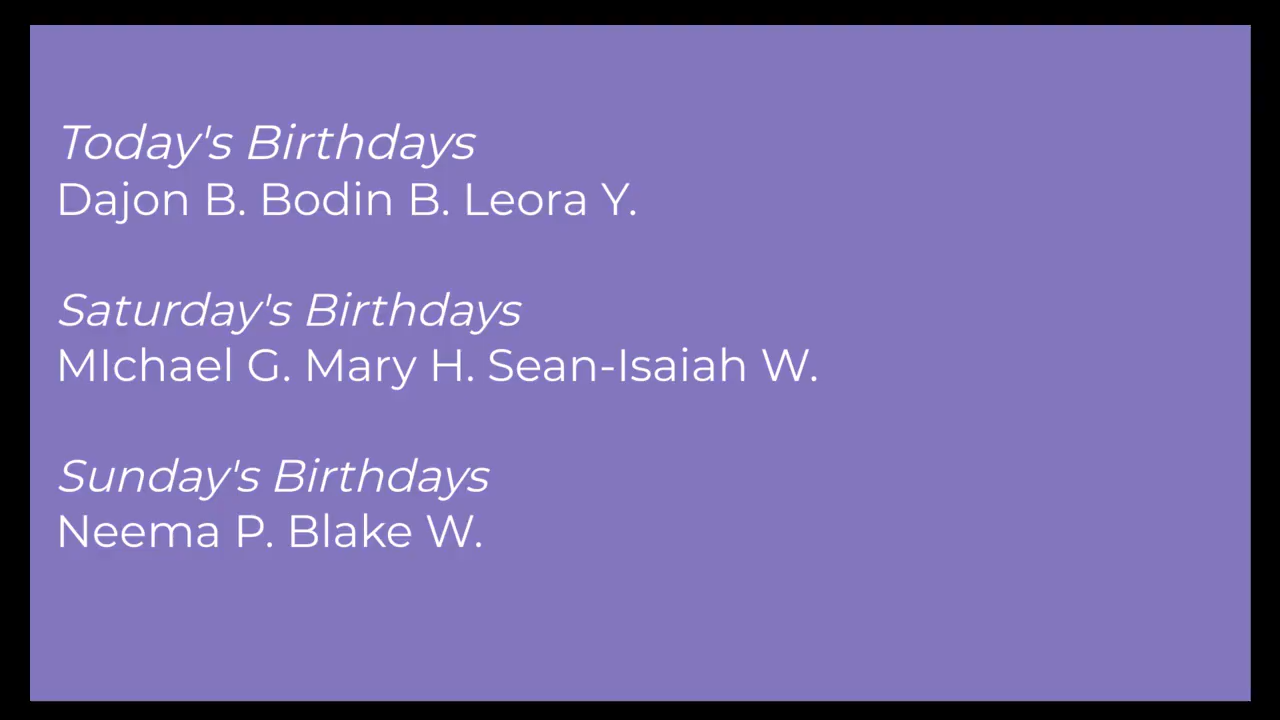 Today's Birthdays
Dajon B. Bodin B. Leora Y.
Saturday's Birthdays
MIchael G. Mary H. Sean-Isaiah W.
Sunday's Birthdays
Neema P. Blake W.